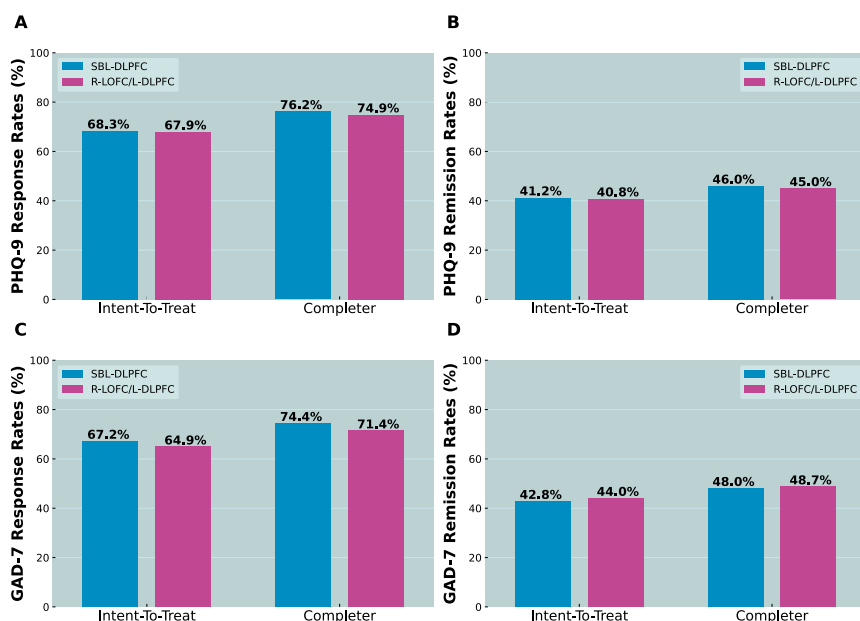 A
PHQ-9 Response Rates (%)
100
80
60
40
20
0
SBL-DLPFC
R-LOFC/L-DLPFC
68.3%
67.9%
76.2%
74.9%
Intent-To-Treat
Completer
B
PHQ-9 Remission Rates (%)
100
80
60
40
20
0
SBL-DLPFC
R-LOFC/L-DLPFC
41.2%
40.8%
46.0%
45.0%
Intent-To-Treat
Completer
C
GAD-7 Response Rates (%)
100
80
60
40
20
0
SBL-DLPFC
R-LOFC/L-DLPFC
67.2%
64.9%
74.4%
71.4%
Intent-To-Treat
Completer
D
GAD-7 Remission Rates (%)
100
80
60
40
20
0
SBL-DLPFC
R-LOFC/L-DLPFC
42.8%
44.0%
48.0%
48.7%
Intent-To-Treat
Completer